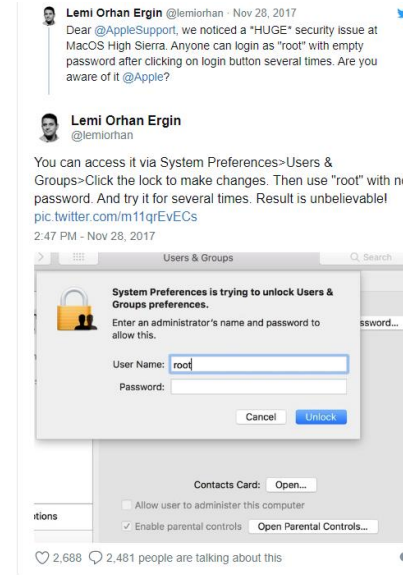 Lemi Orhan Ergin @lemiorhan · Nov 28, 2017
Dear @AppleSupport, we noticed a *HUGE* security issue at
MacOS High Sierra. Anyone can login as "root" with empty
password after clicking on login button several times. Are you
aware of it @Apple?
Lemi Orhan Ergin
@lemiorhan
You can access it via System Preferences>Users &
Groups>Click the lock to make changes. Then use "root" with no
password. And try it for several times. Result is unbelievable!
pic.twitter.com/m11qrEvECs
2:47 PM - Nov 28, 2017
Users & Groups
Search
System Preferences is trying to unlock Users &
Groups preferences.
Enter an administrator's name and password to
allow this.
ssword...
User Name: root
Password:
Cancel Unlock
Contacts Card: Open...
Allow user to administer this computer
Enable parental controls Open Parental Controls...
ptions
2,688 2,481 people are talking about this